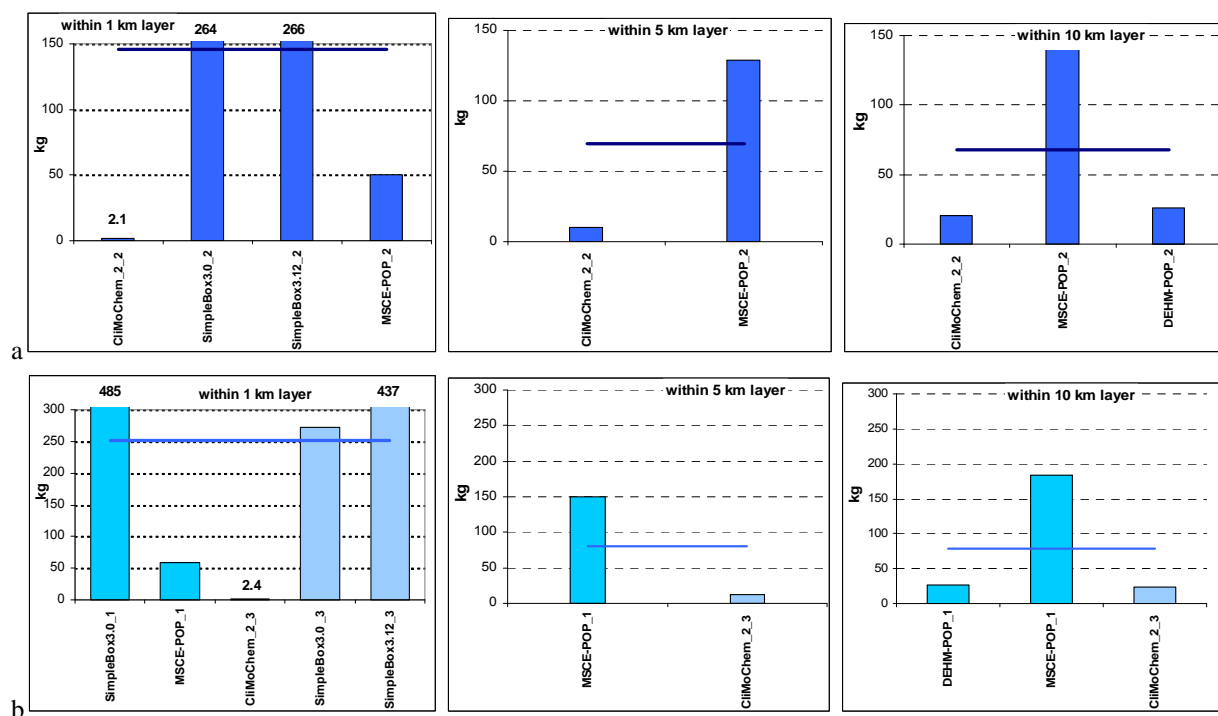 within 1 km layer
264
266
150
100
50
0
kg
2.1
CliMoChem_2_2
SimpleBox3.0_2
SimpleBox3.12_2
MSCE-POP_2
within 5 km layer
150
100
50
0
kg
CliMoChem_2_2
MSCE-POP_2
within 10 km layer
150
100
50
0
kg
CliMoChem_2_2
MSCE-POP_2
DEHM-POP_2
a
485
within 1 km layer
437
300
250
200
150
100
50
0
kg
2.4
SimpleBox3.0_1
MSCE-POP_1
CliMoChem_2_3
SimpleBox3.0_3
SimpleBox3.12_3
within 5 km layer
300
250
200
150
100
50
0
kg
MSCE-POP_1
CliMoChem_2_3
within 10 km layer
300
250
200
150
100
50
0
kg
DEHM-POP_1
MSCE-POP_1
CliMoChem_2_3
b